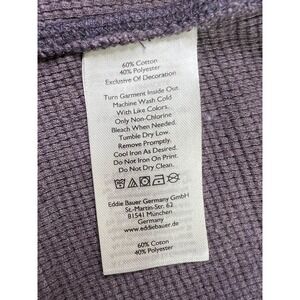 60% Cotton
40% Polyester
Exclusive Of Decoration
Turn Garment Inside Out.
Machine Wash Cold
With Like Colors.
Only Non-Chlorine
Bleach When Needed.
Tumble Dry Low.
Remove Promptly.
Cool Iron As Desired.
Do Not Iron On Print.
Do Not Dry Clean.
Eddie Bauer Germany GmbH
St.-Martin-Str. 62
81541 München
Germany
www.eddiebauer.de
60% Cotton
40% Polyester